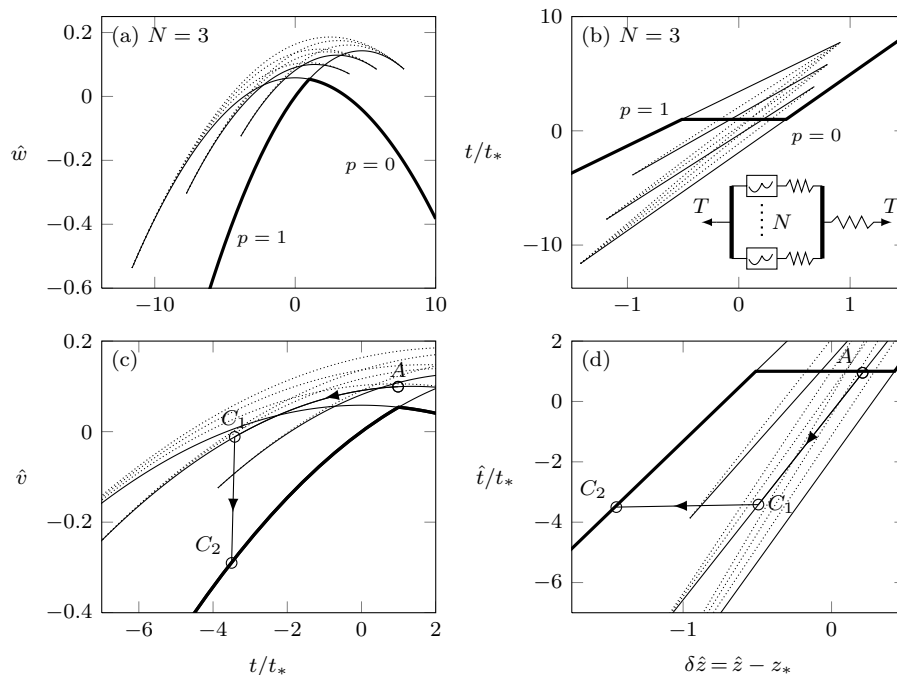 (a) N = 3
0.2
0
−0.2
−0.4
−0.6
ŵ
p = 0
p = 1
−10
0
10
(b) N = 3
10
0
−10
t/t*
p = 1
p = 0
T
N
T
−1
0
1
(c)
0.2
0
−0.2
−0.4
v̂
A
C1
C2
−6
−4
−2
0
2
t/t*
(d)
2
0
−2
−4
−6
t̂/t*
A
C2
C1
−1
0
δẑ = ẑ − z*